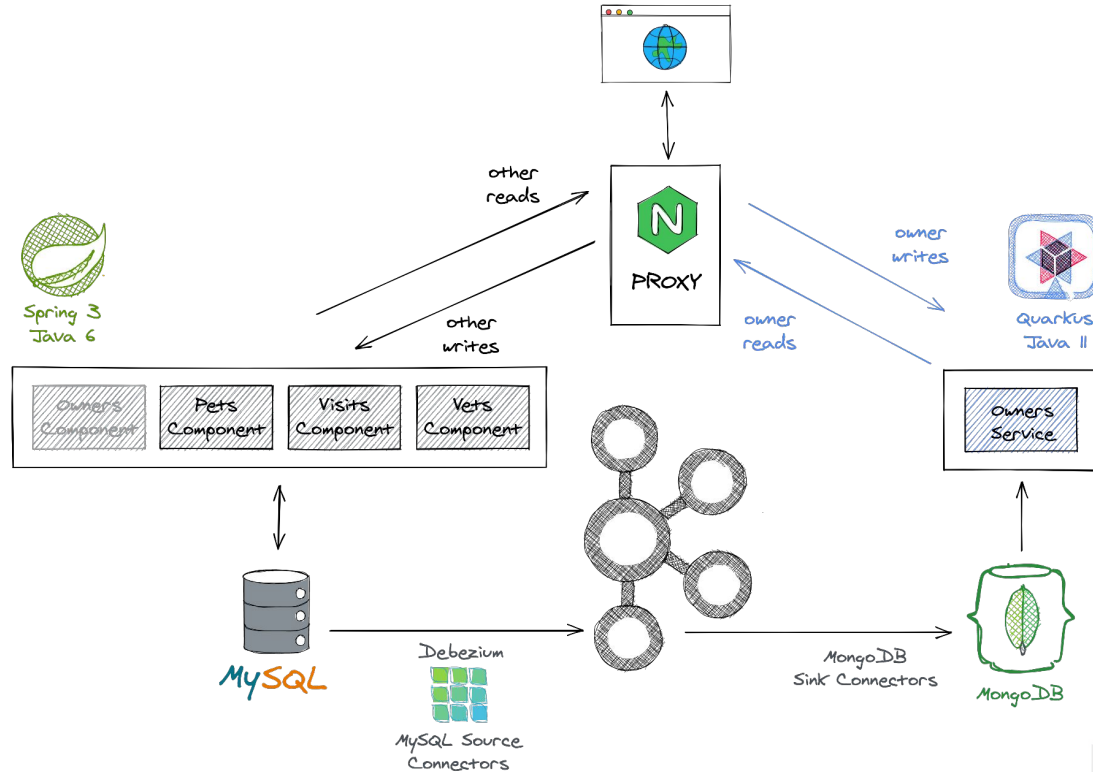 other
reads
N
PROXY
owner
writes
Spring 3
Java 6
other
writes
owner
reads
Quarkus
Java 11
Owners
Component
Pets
Component
Visits
Component
Vets
Component
Owners
Service
MySQL
Debezium
MySQL Source
Connectors
MongoDB
Sink Connectors
MongoDB